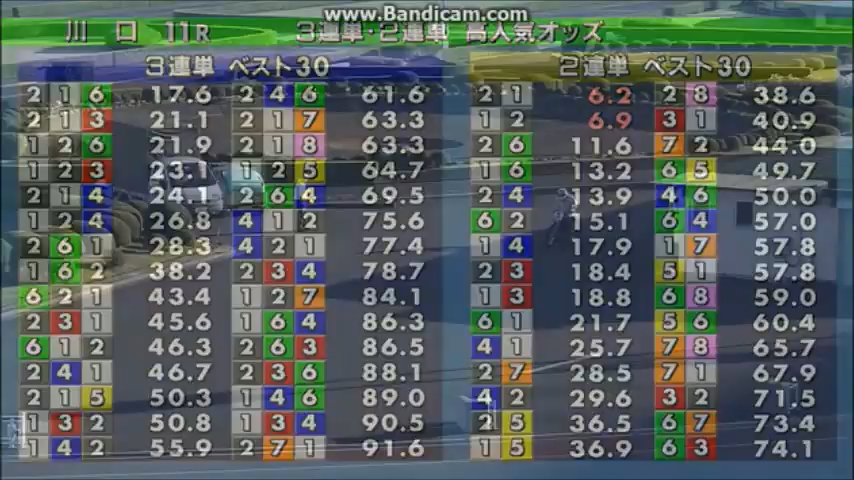 www.Bandicam.com
川 口 11R 3連単・2連単 高人気オッズ
3連単 ベスト30 2連単 ベスト30
2 1 6 17.6 2 4 6 61.6 2 1 6.2 2 8 38.6
2 1 3 21.1 2 1 7 63.3 1 2 6.9 3 1 40.9
1 2 6 21.9 2 1 8 63.3 2 6 11.6 7 2 44.0
1 2 3 23.1 1 2 5 64.7 1 6 13.2 6 5 49.7
2 1 4 24.1 2 6 4 69.5 2 4 13.9 4 6 50.0
1 2 4 26.8 4 1 2 75.6 6 2 15.1 6 4 57.0
2 6 1 28.3 4 2 1 77.4 1 4 17.9 1 7 57.8
1 6 2 38.2 2 3 4 78.7 2 3 18.4 5 1 57.8
6 2 1 43.4 1 2 7 84.1 1 3 18.8 6 8 59.0
2 3 1 45.6 1 6 4 86.3 6 1 21.7 5 6 60.4
6 1 2 46.3 2 6 3 86.5 4 1 25.7 7 8 65.7
2 4 1 46.7 2 3 6 88.1 2 7 28.5 7 1 67.9
2 1 5 50.3 1 4 6 89.0 4 2 29.6 3 2 71.5
1 3 2 50.8 1 3 4 90.5 2 5 36.5 6 7 73.4
1 4 2 55.9 2 7 1 91.6 1 5 36.9 6 3 74.1